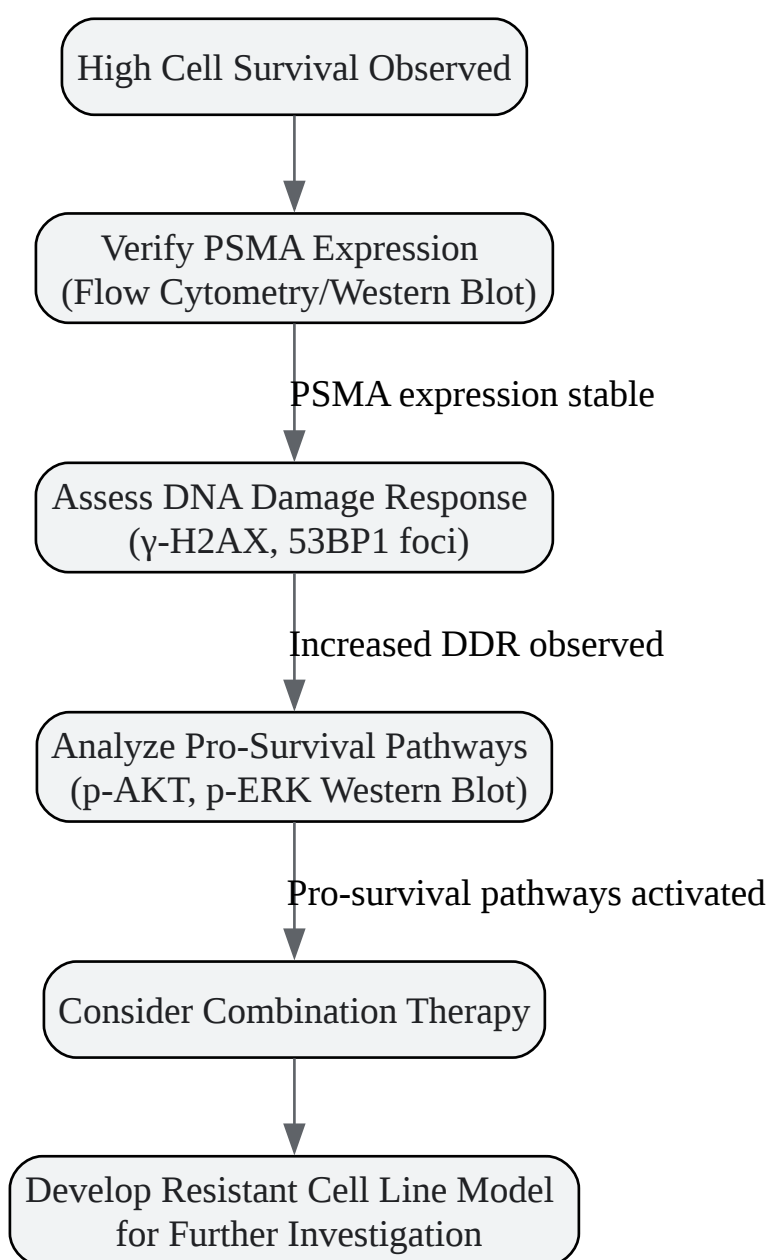 High Cell Survival Observed
Verify PSMA Expression
(Flow Cytometry/Western Blot)
PSMA expression stable
Assess DNA Damage Response
(γ-H2AX, 53BP1 foci)
Increased DDR observed
Analyze Pro-Survival Pathways
(p-AKT, p-ERK Western Blot)
Pro-survival pathways activated
Consider Combination Therapy
Develop Resistant Cell Line Model
for Further Investigation